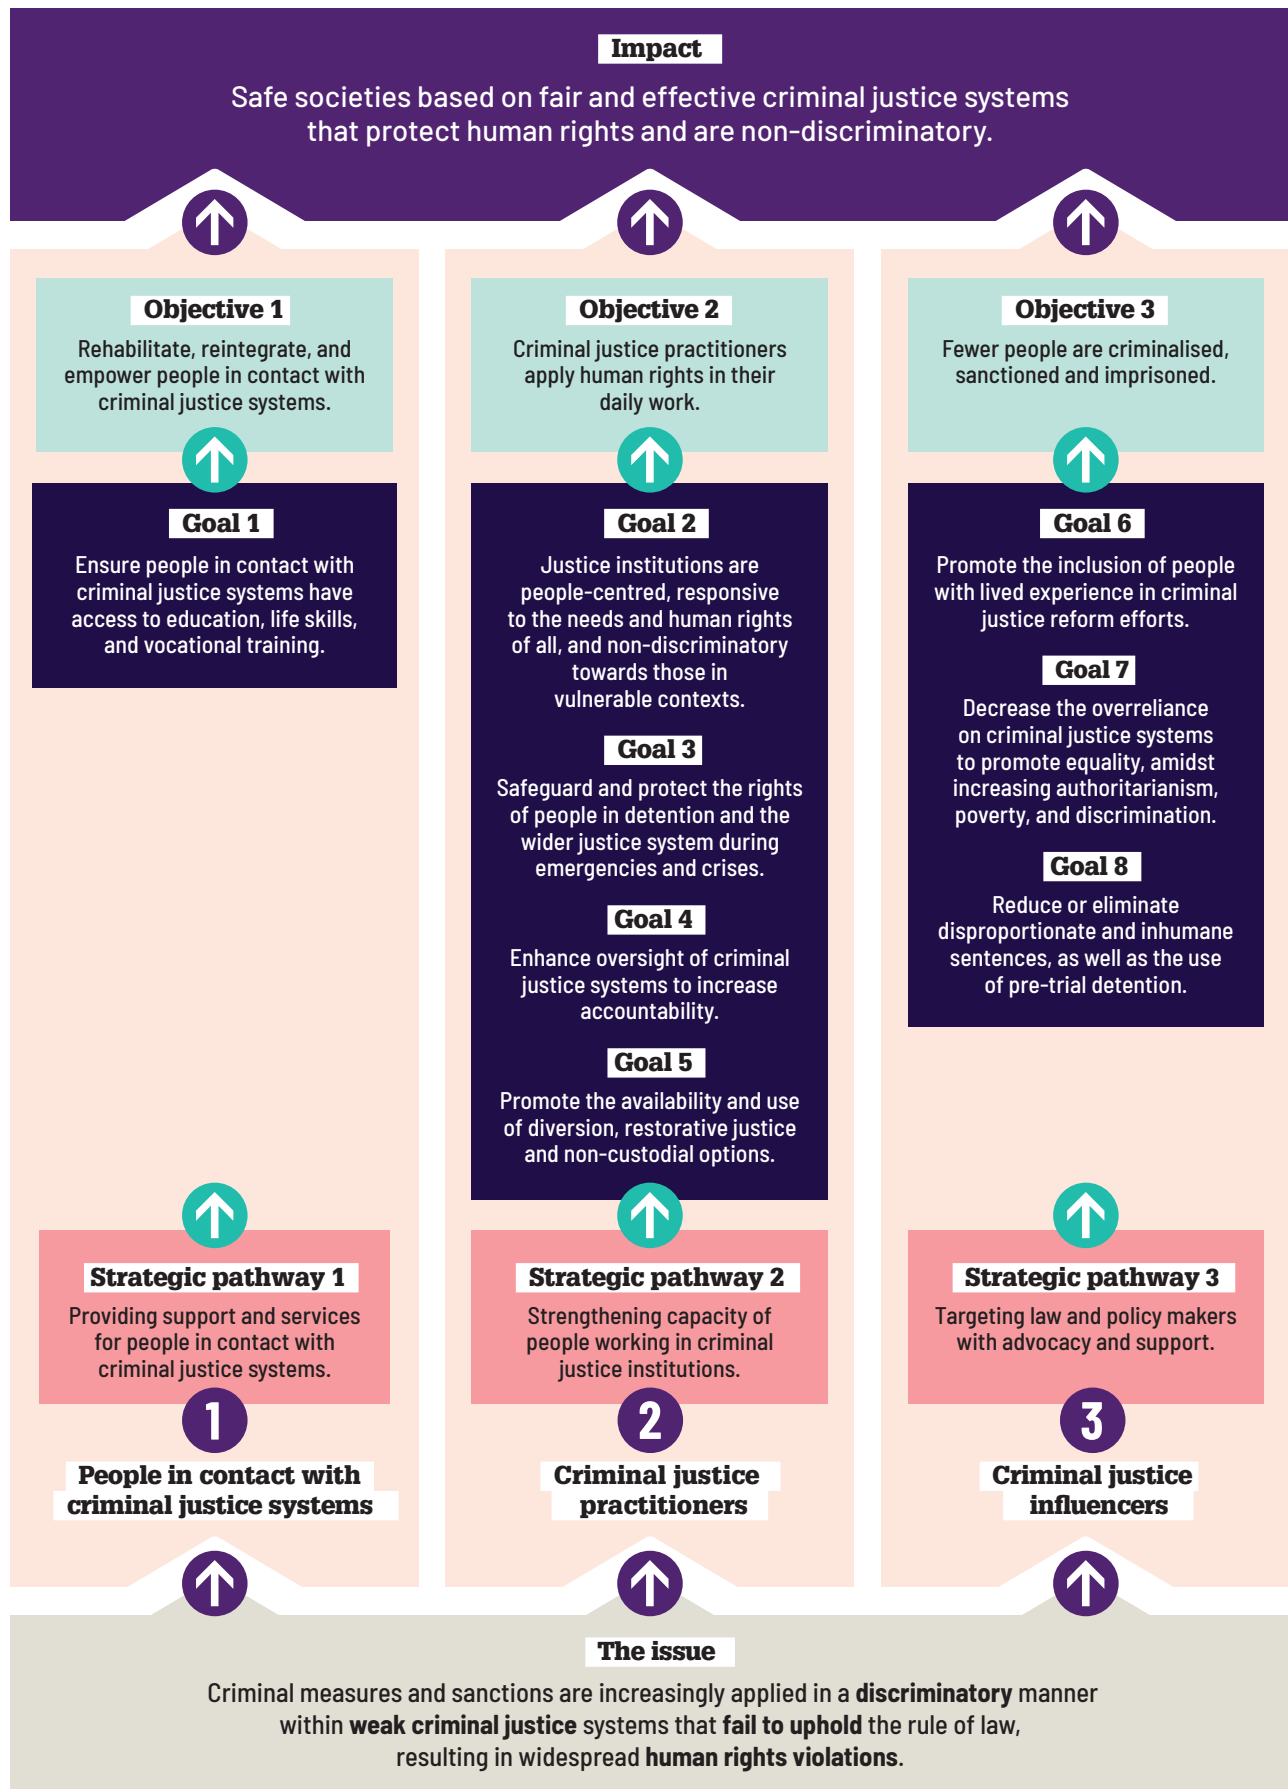 Impact
Safe societies based on fair and effective criminal justice systems
that protect human rights and are non-discriminatory.
Objective 1
Rehabilitate, reintegrate, and
empower people in contact with
criminal justice systems.
Goal 1
Ensure people in contact with
criminal justice systems have
access to education, life skills,
and vocational training.
Strategic pathway 1
Providing support and services
for people in contact with
criminal justice systems.
1
People in contact with
criminal justice systems
Objective 2
Criminal justice practitioners
apply human rights in their
daily work.
Goal 2
Justice institutions are
people-centred, responsive
to the needs and human rights
of all, and non-discriminatory
towards those in
vulnerable contexts.
Goal 3
Safeguard and protect the rights
of people in detention and the
wider justice system during
emergencies and crises.
Goal 4
Enhance oversight of criminal
justice systems to increase
accountability.
Goal 5
Promote the availability and use
of diversion, restorative justice
and non-custodial options.
Strategic pathway 2
Strengthening capacity of
people working in criminal
justice institutions.
2
Criminal justice
practitioners
Objective 3
Fewer people are criminalised,
sanctioned and imprisoned.
Goal 6
Promote the inclusion of people
with lived experience in criminal
justice reform efforts.
Goal 7
Decrease the overreliance
on criminal justice systems
to promote equality, amidst
increasing authoritarianism,
poverty, and discrimination.
Goal 8
Reduce or eliminate
disproportionate and inhumane
sentences, as well as the use
of pre-trial detention.
Strategic pathway 3
Targeting law and policy makers
with advocacy and support.
3
Criminal justice
influencers
The issue
Criminal measures and sanctions are increasingly applied in a discriminatory manner
within weak criminal justice systems that fail to uphold the rule of law,
resulting in widespread human rights violations.